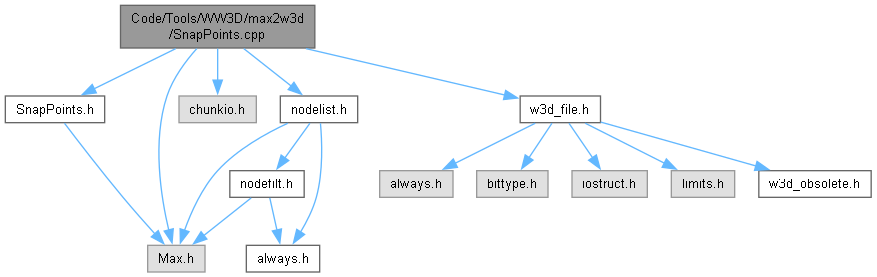 Code/Tools/WW3D/max2w3d
/SnapPoints.cpp
SnapPoints.h
chunkio.h
nodelist.h
w3d_file.h
nodefilt.h
always.h
bittype.h
iostruct.h
limits.h
w3d_obsolete.h
Max.h
always.h